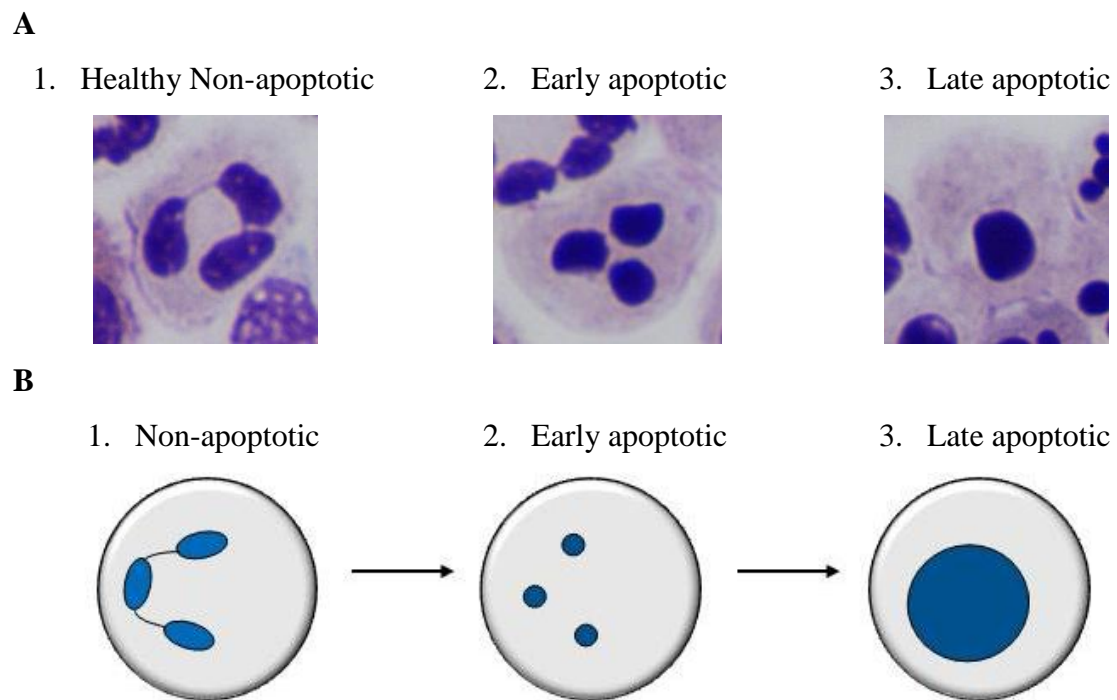 A
1. Healthy Non-apoptotic 2. Early apoptotic 3. Late apoptotic
B
1. Non-apoptotic 2. Early apoptotic 3. Late apoptotic